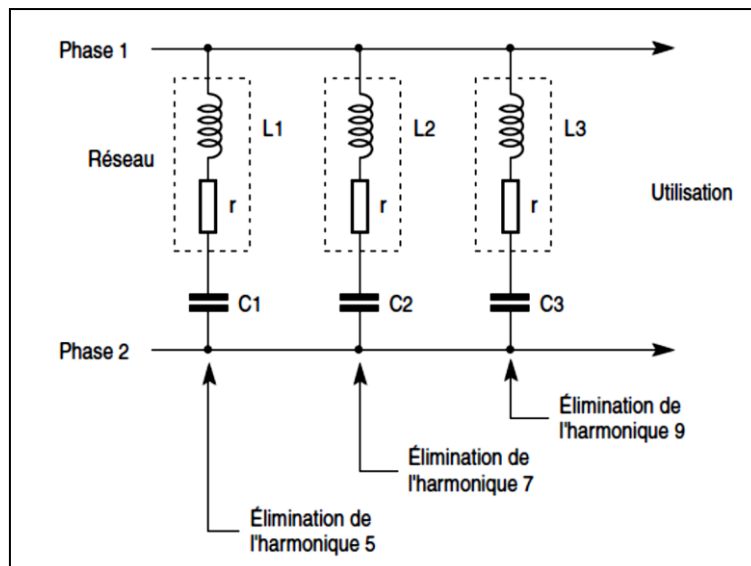 Phase 1
L1
L2
L3
Réseau
Utilisation
r
r
r
C1
C2
C3
Phase 2
Élimination de
l'harmonique 9
Élimination de
l'harmonique 7
Élimination de
l'harmonique 5